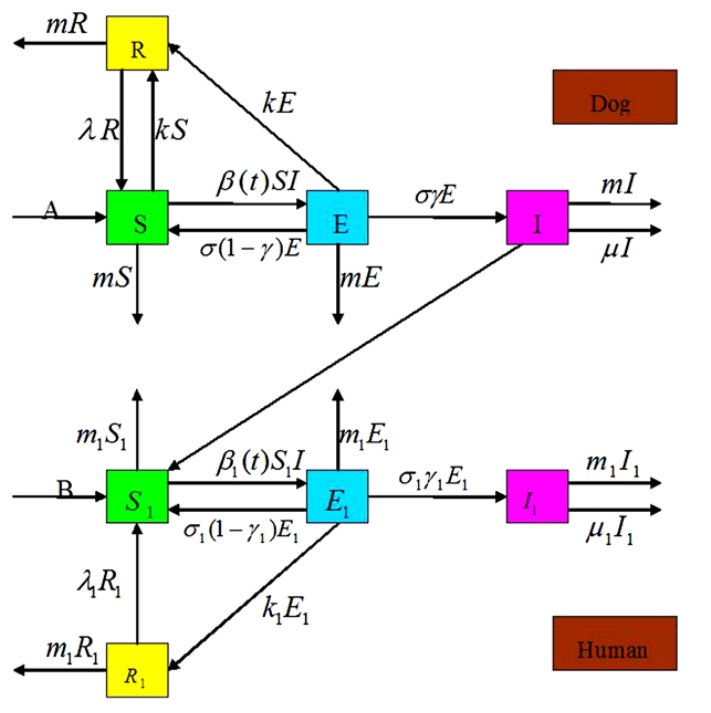 mR
R
Dog
λR
kS
kE
A
S
β(t)SI
E
σγE
I
mI
σ(1−γ)E
μI
mS
mE
m₁S₁
m₁E₁
B
S₁
β₁(t)S₁I
E₁
σ₁γ₁E₁
I₁
m₁I₁
σ₁(1−γ₁)E₁
μ₁I₁
λ₁R₁
k₁E₁
m₁R₁
R₁
Human